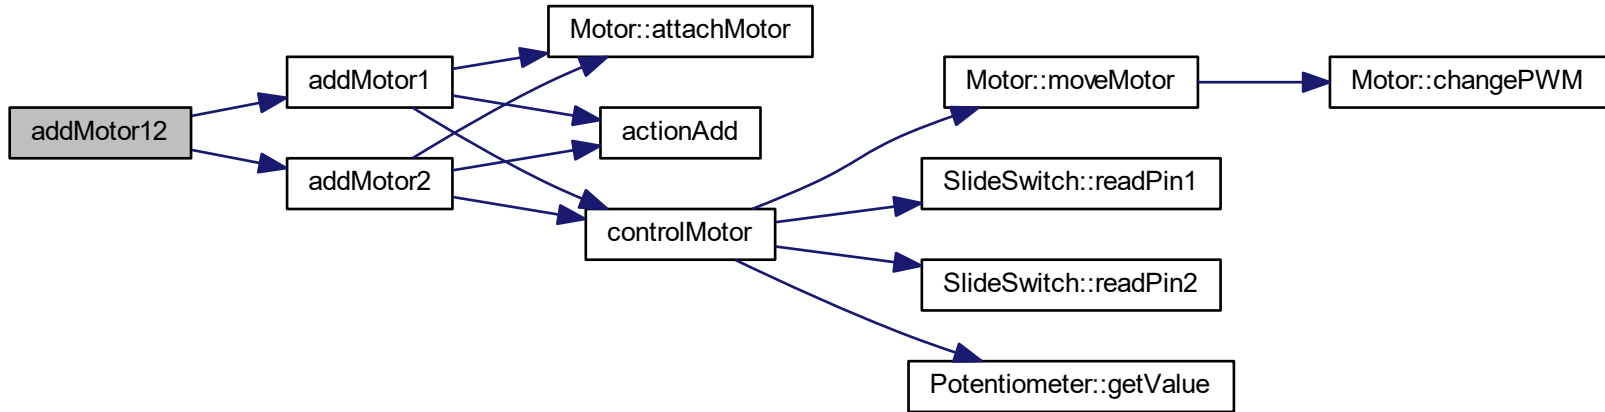 addMotor12
addMotor1
addMotor2
Motor::attachMotor
actionAdd
controlMotor
Motor::moveMotor
SlideSwitch::readPin1
SlideSwitch::readPin2
Potentiometer::getValue
Motor::changePWM